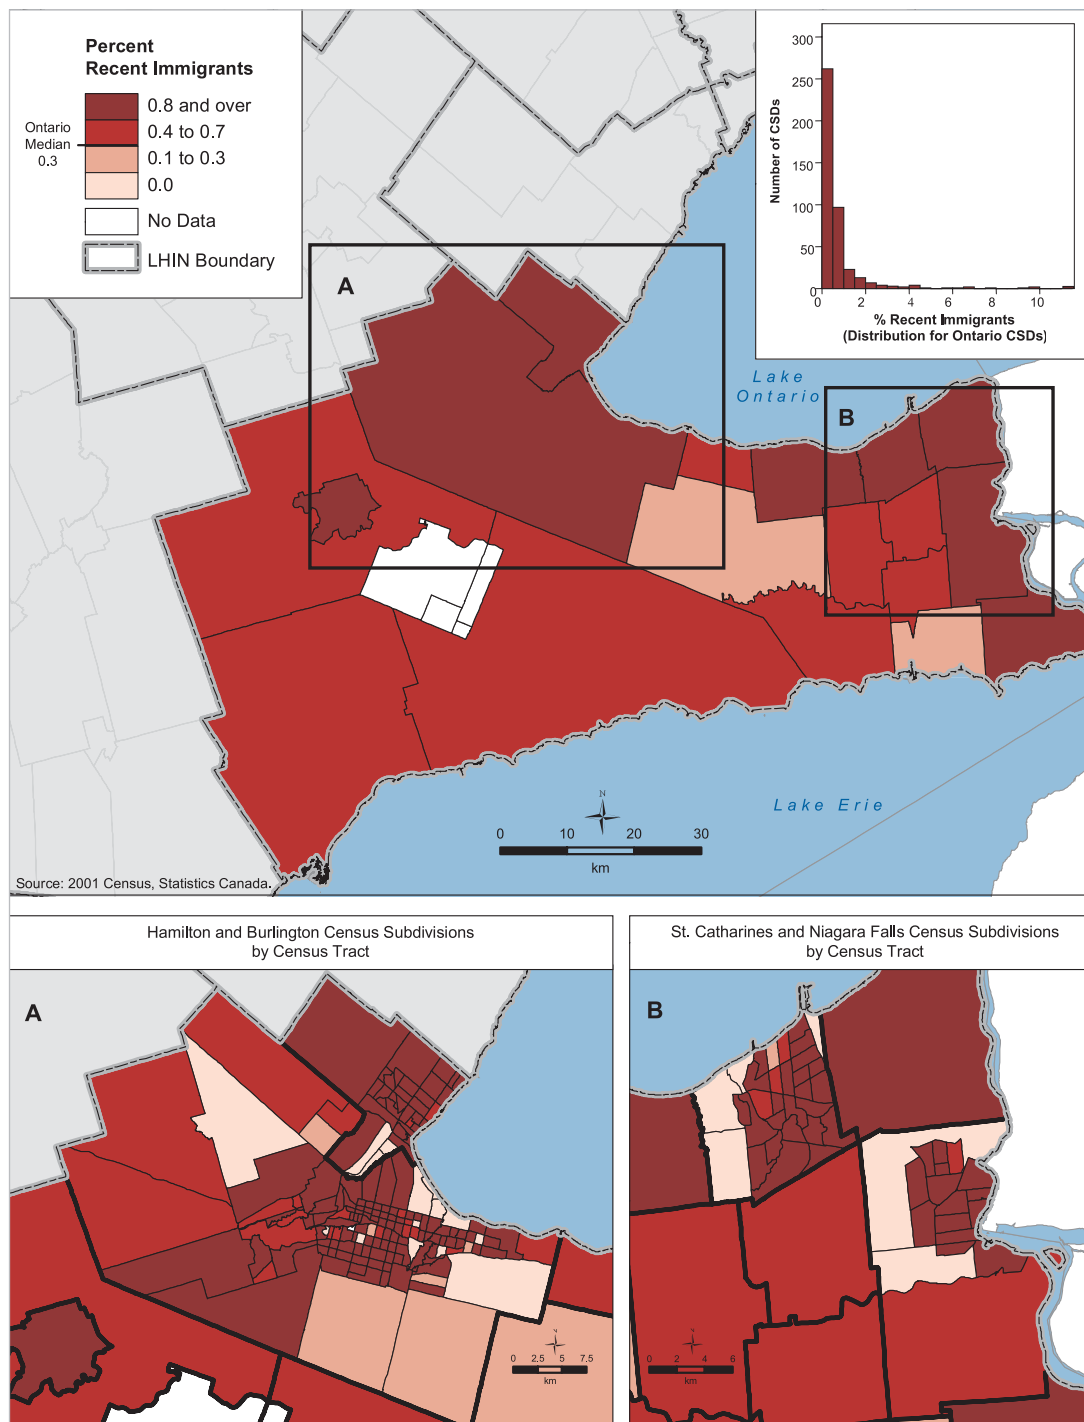 Percent
Recent Immigrants
0.8 and over
0.4 to 0.7
Ontario
Median
0.3
0.1 to 0.3
0.0
No Data
LHIN Boundary
300
250
200
150
100
50
0
Number of CSDs
0
2
4
6
8
10
% Recent Immigrants
(Distribution for Ontario CSDs)
A
B
Lake
Ontario
Lake Erie
N
0
10
20
30
km
Source: 2001 Census, Statistics Canada.
Hamilton and Burlington Census Subdivisions
by Census Tract
A
N
0
2.5
5
7.5
km
St. Catharines and Niagara Falls Census Subdivisions
by Census Tract
B
N
0
2
4
6
km